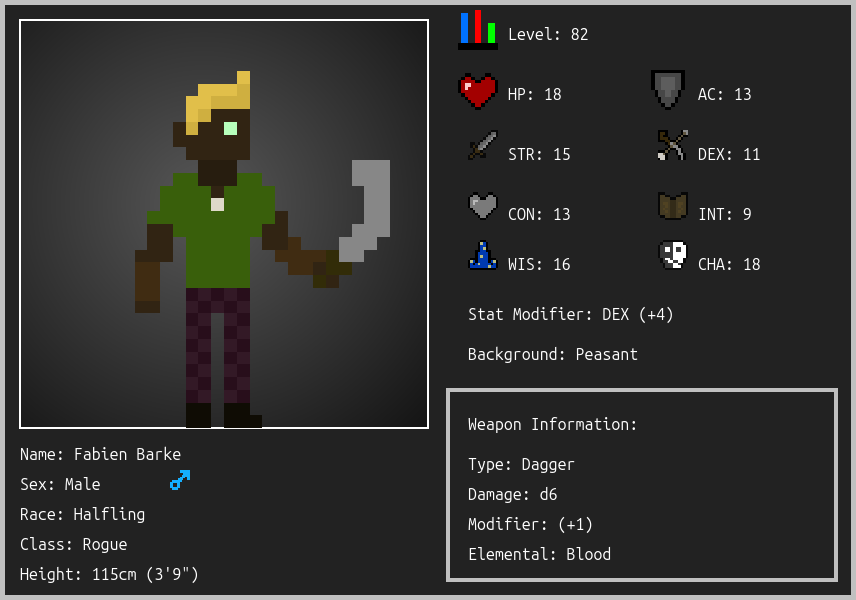 Level: 82
HP: 18
AC: 13
STR: 15
DEX: 11
CON: 13
INT: 9
WIS: 16
CHA: 18
Stat Modifier: DEX (+4)
Background: Peasant
Weapon Information:
Type: Dagger
Damage: d6
Modifier: (+1)
Elemental: Blood
Name: Fabien Barke
Sex: Male
Race: Halfling
Class: Rogue
Height: 115cm (3'9")